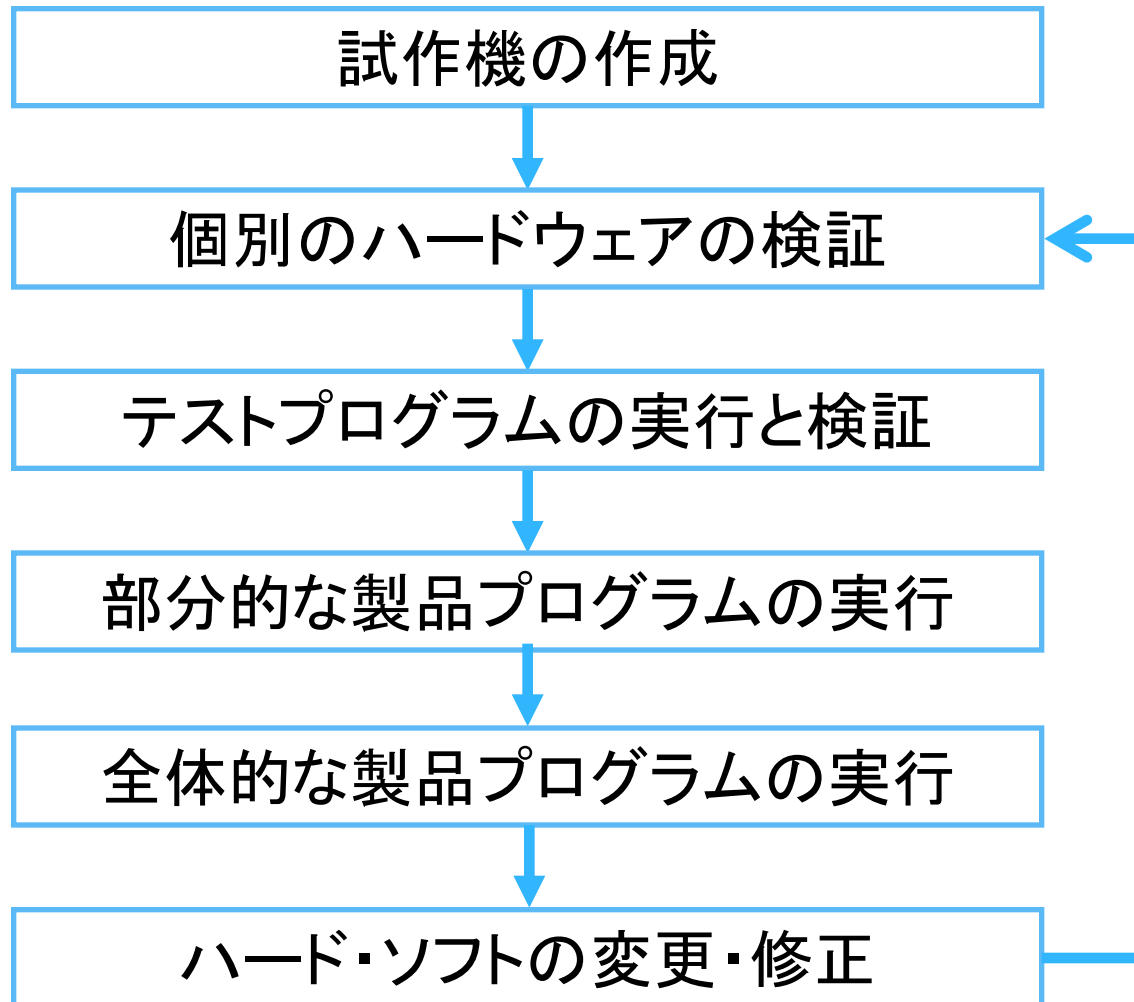 試作機の作成
個別のハードウェアの検証
テストプログラムの実行と検証
部分的な製品プログラムの実行
全体的な製品プログラムの実行
ハード・ソフトの変更・修正